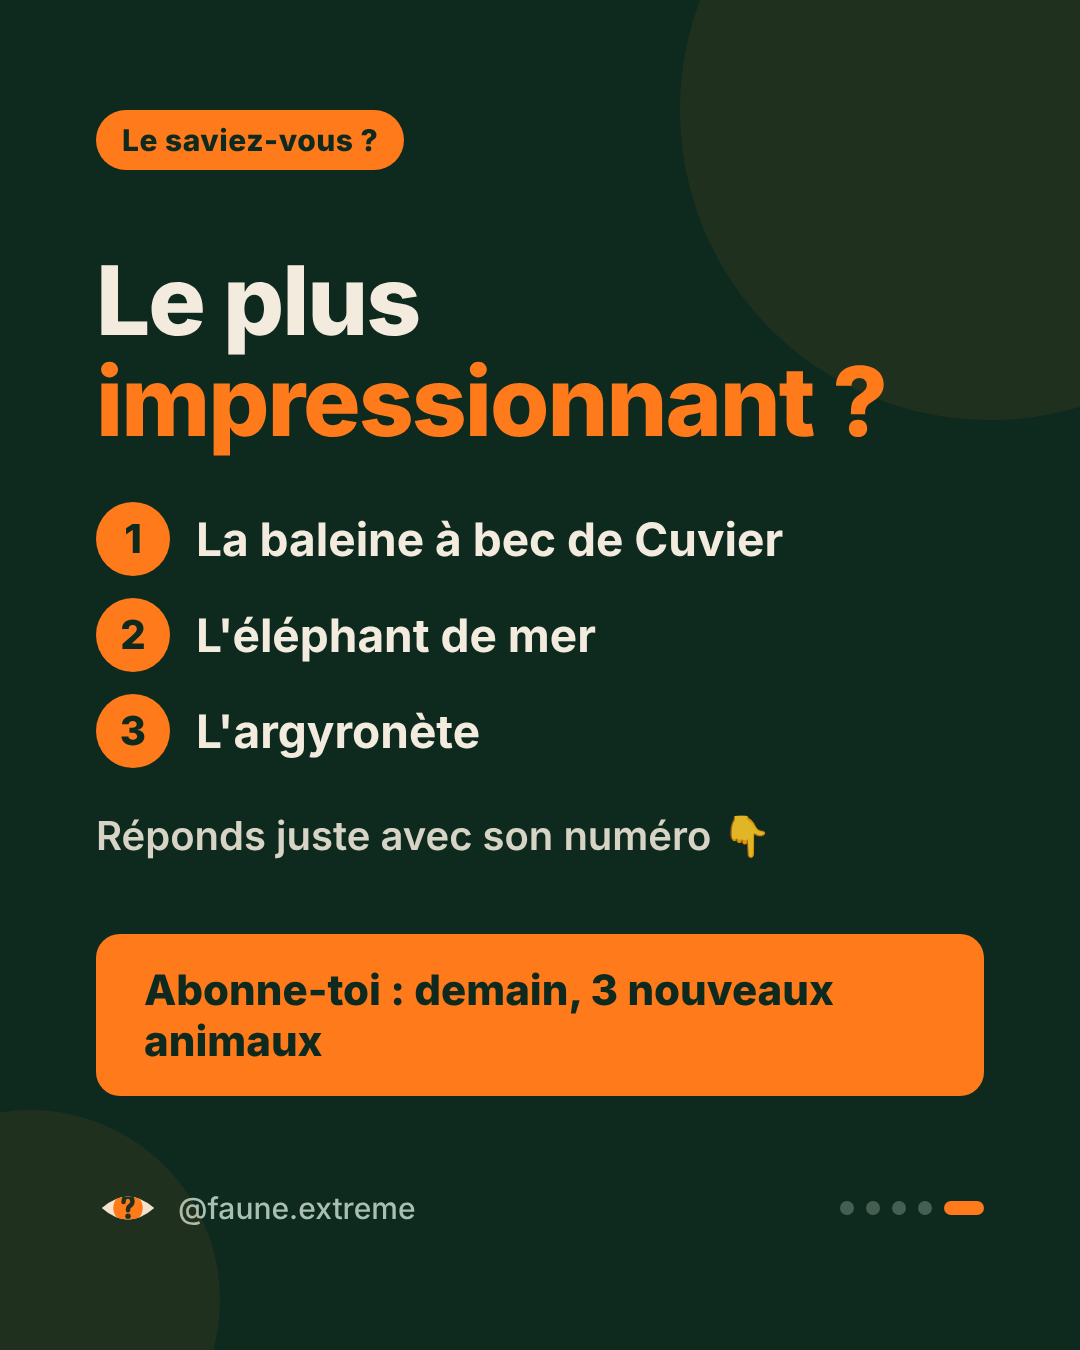 Le saviez-vous ?
Le plus
impressionnant ?
1 La baleine à bec de Cuvier
2 L'éléphant de mer
3 L'argyronète
Réponds juste avec son numéro 👇
Abonne-toi : demain, 3 nouveaux
animaux
? @faune.extreme